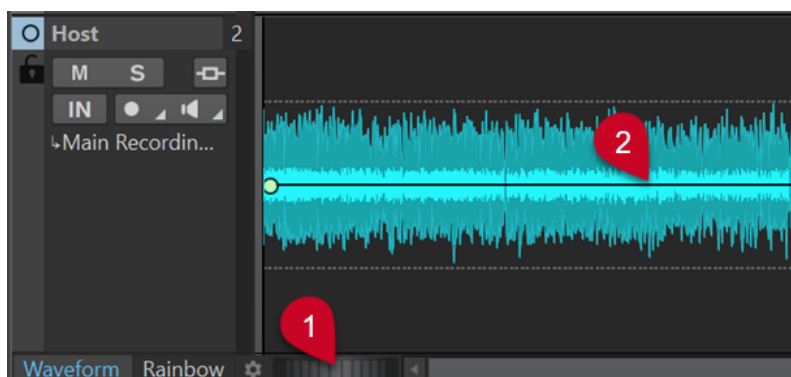 Host 2
M S
IN
↳Main Recordin...
2
1
Waveform Rainbow